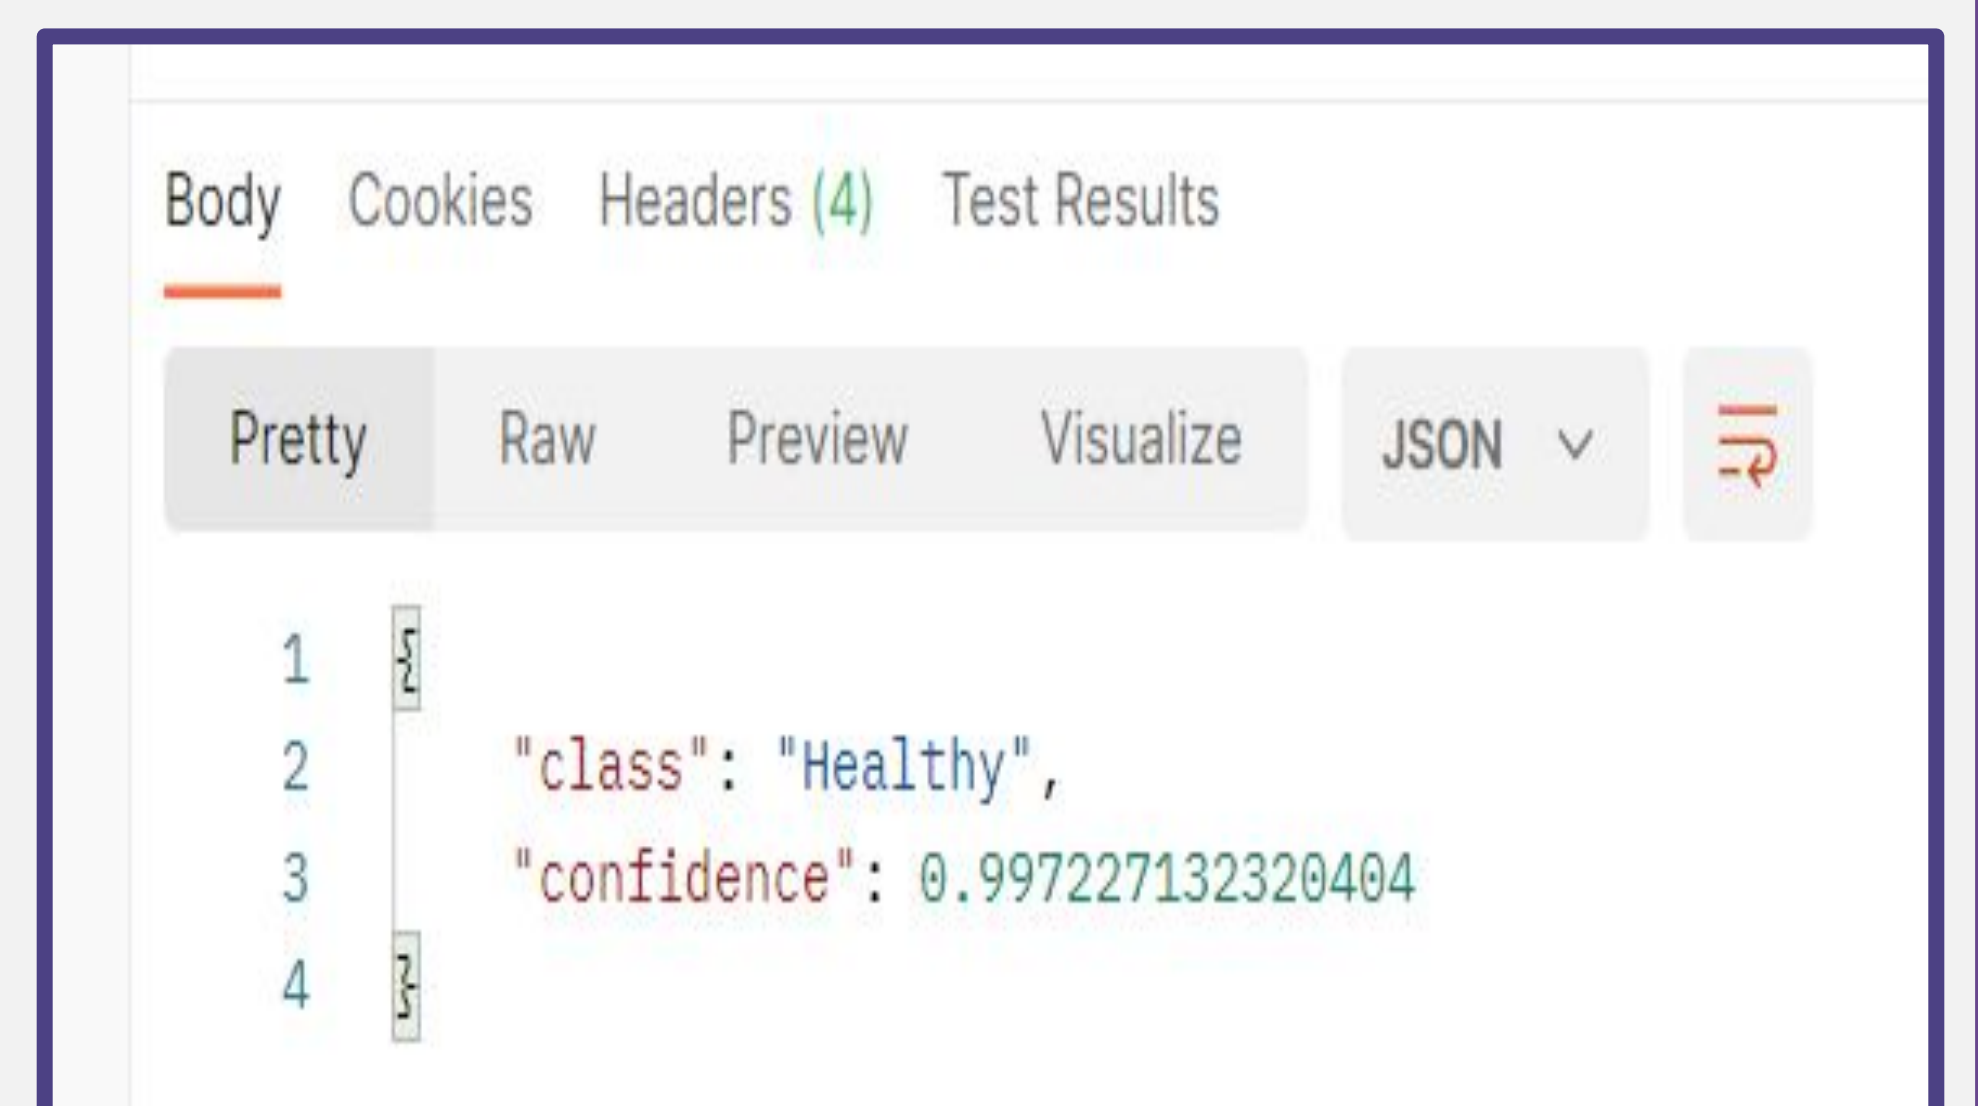 Body Cookies Headers (4) Test Results
Pretty Raw Preview Visualize JSON
1 {
2 "class": "Healthy",
3 "confidence": 0.997227132320404
4 }